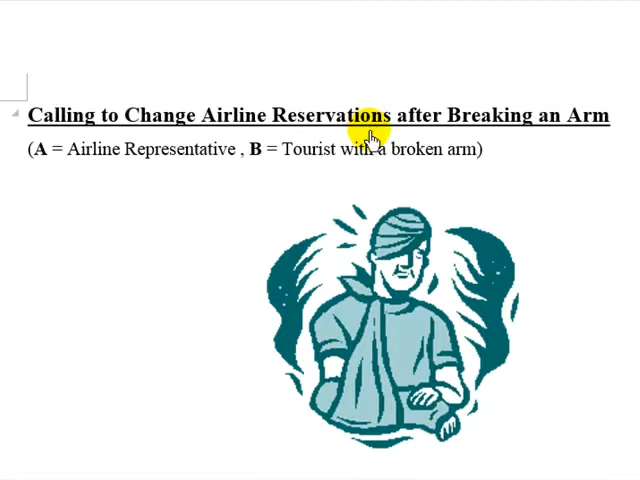 Calling to Change Airline Reservations after Breaking an Arm
(A = Airline Representative , B = Tourist with a broken arm)